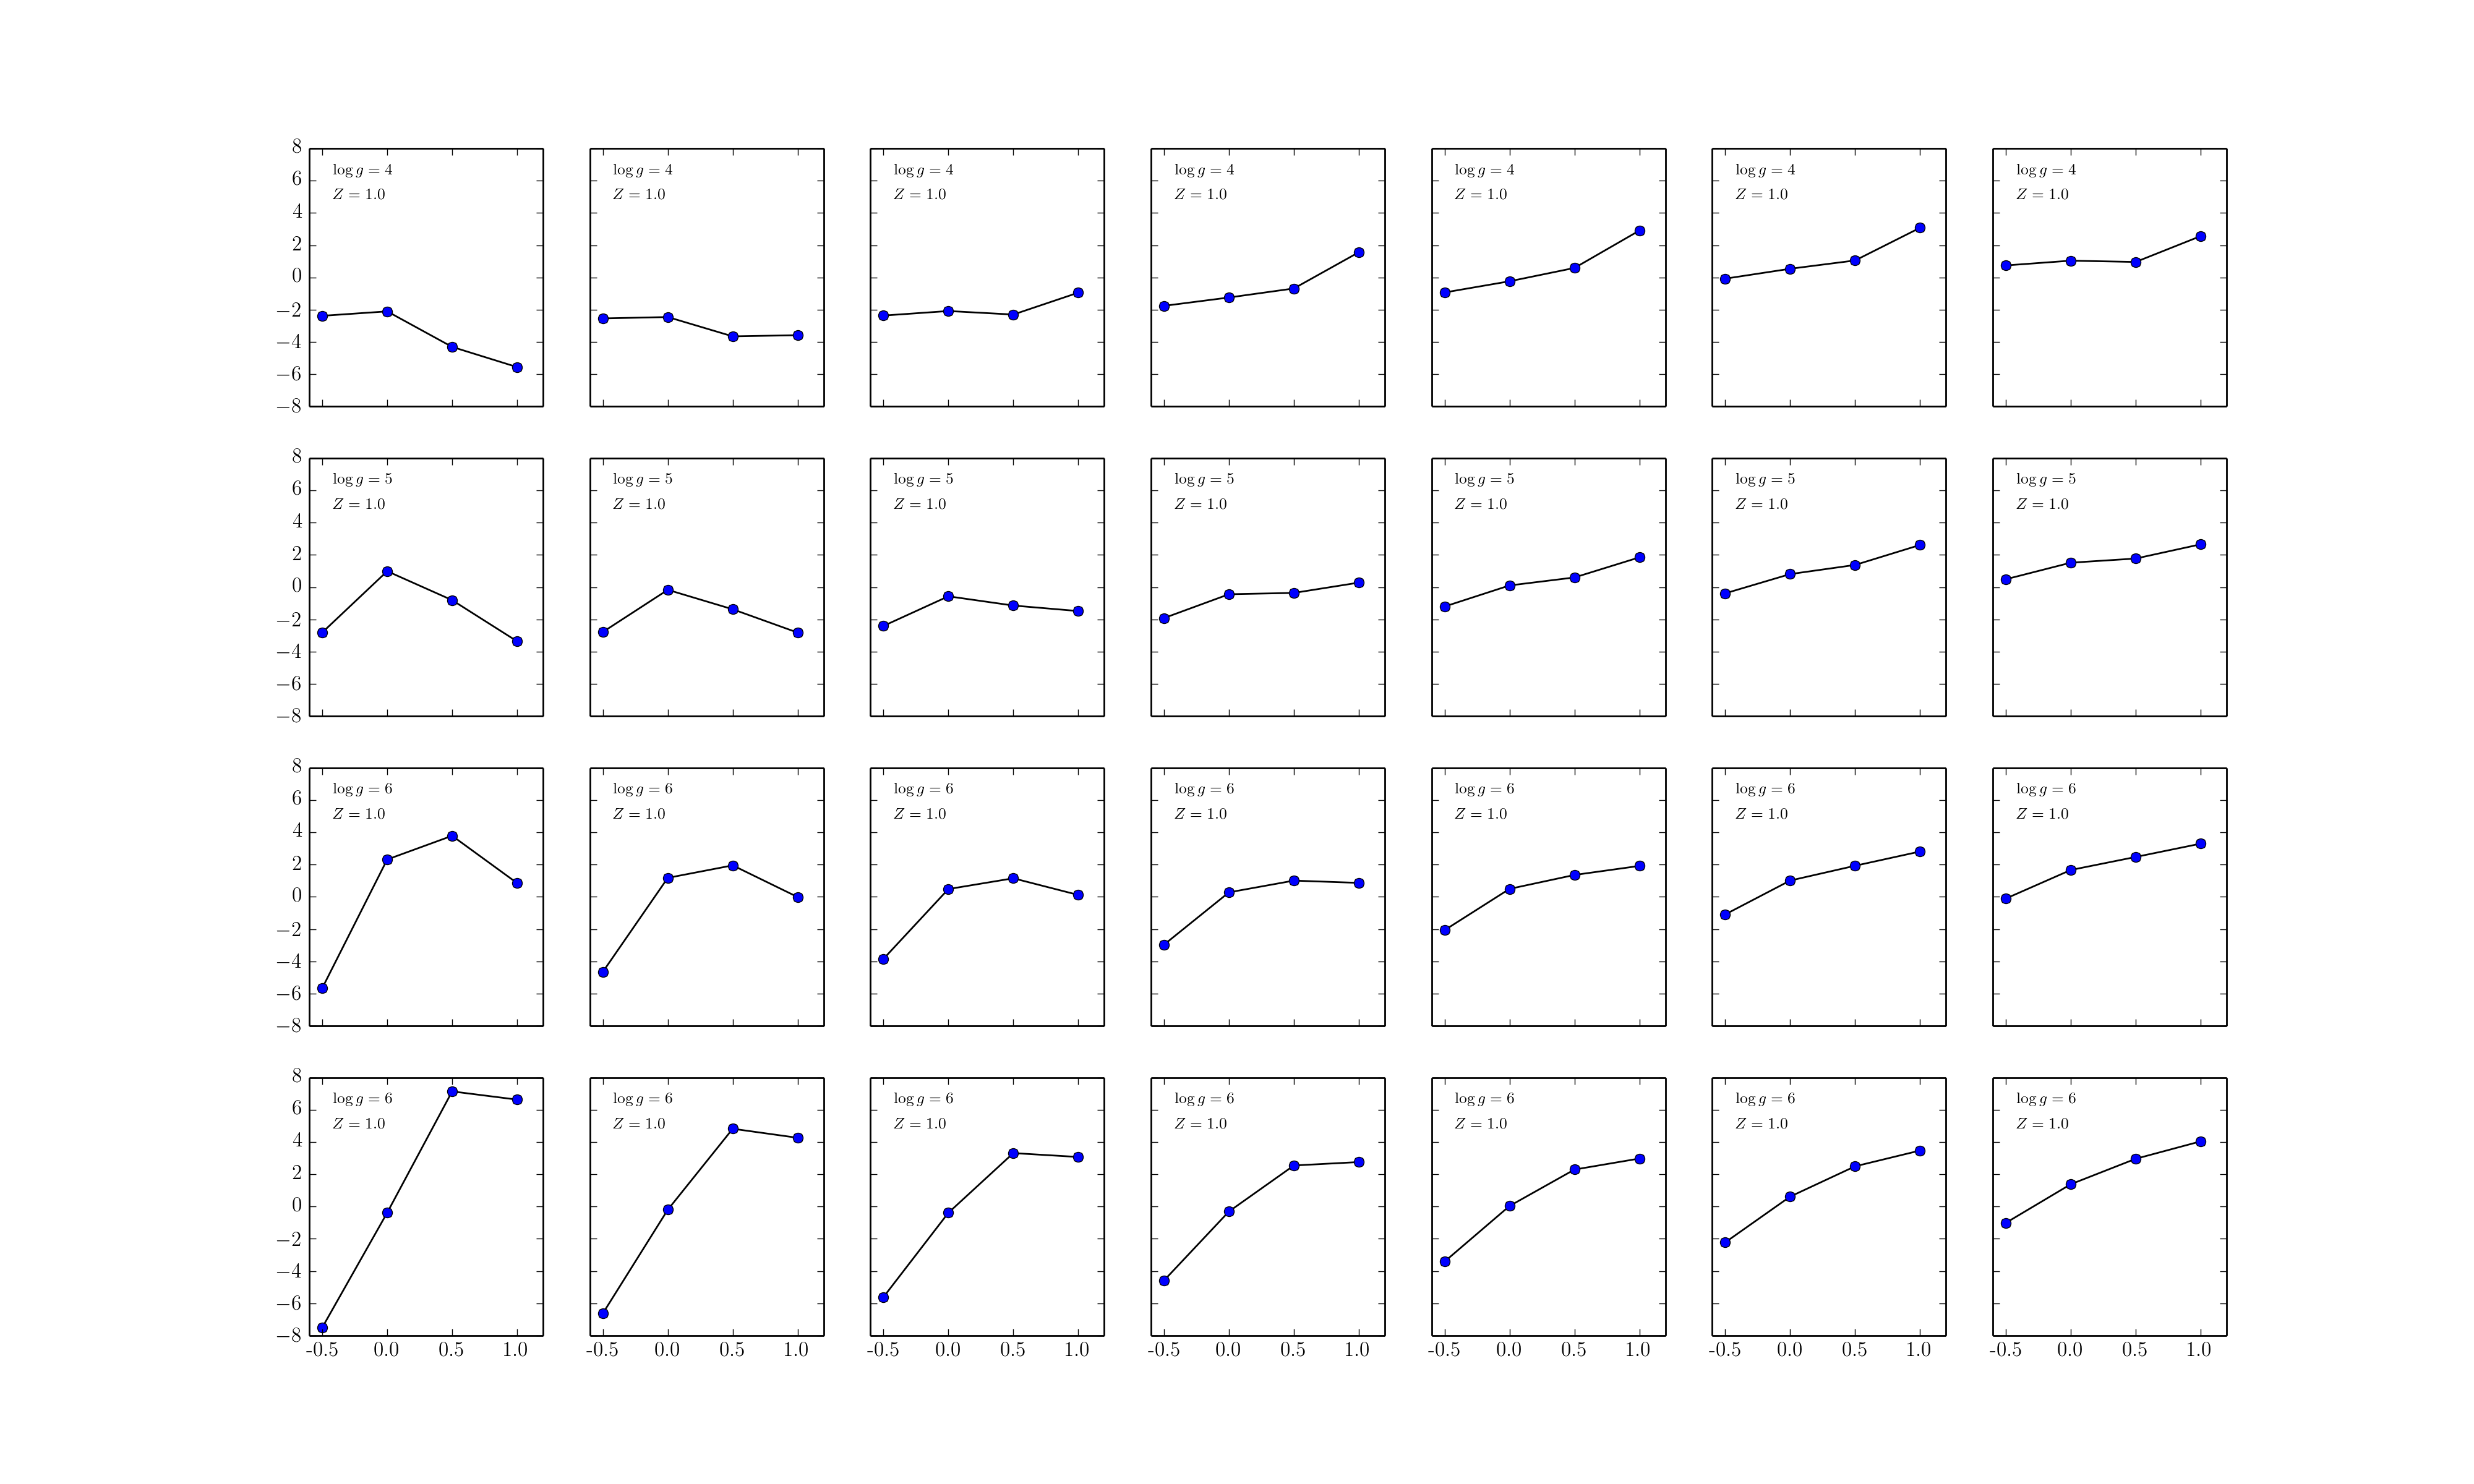 8
6
4
2
0
−2
−4
−6
−8
log g = 4
Z = 1.0
log g = 4
Z = 1.0
log g = 4
Z = 1.0
log g = 4
Z = 1.0
log g = 4
Z = 1.0
log g = 4
Z = 1.0
log g = 4
Z = 1.0
8
6
4
2
0
−2
−4
−6
−8
log g = 5
Z = 1.0
log g = 5
Z = 1.0
log g = 5
Z = 1.0
log g = 5
Z = 1.0
log g = 5
Z = 1.0
log g = 5
Z = 1.0
log g = 5
Z = 1.0
8
6
4
2
0
−2
−4
−6
−8
log g = 6
Z = 1.0
log g = 6
Z = 1.0
log g = 6
Z = 1.0
log g = 6
Z = 1.0
log g = 6
Z = 1.0
log g = 6
Z = 1.0
log g = 6
Z = 1.0
8
6
4
2
0
−2
−4
−6
−8
log g = 6
Z = 1.0
log g = 6
Z = 1.0
log g = 6
Z = 1.0
log g = 6
Z = 1.0
log g = 6
Z = 1.0
log g = 6
Z = 1.0
log g = 6
Z = 1.0
-0.5 0.0 0.5 1.0
-0.5 0.0 0.5 1.0
-0.5 0.0 0.5 1.0
-0.5 0.0 0.5 1.0
-0.5 0.0 0.5 1.0
-0.5 0.0 0.5 1.0
-0.5 0.0 0.5 1.0